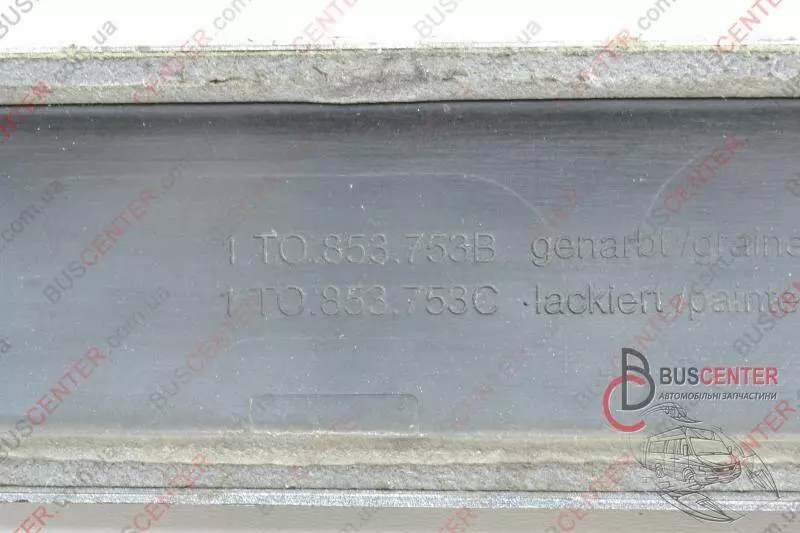 1TO.853.753B genarbt/graine
1TO.853.753C lackiert/painte
BUSCENTER
АВТОМОБІЛЬНІ ЗАПЧАСТИНИ